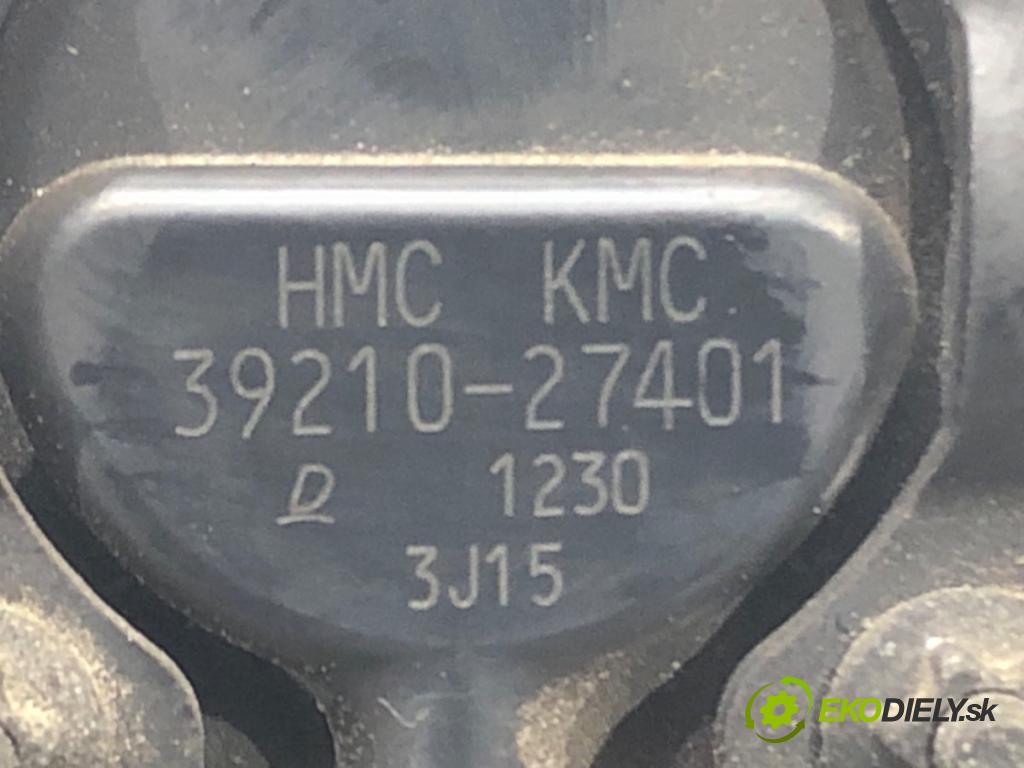 HMC KMC
39210-27401
D 1230
3J15
EKODIELY.sk